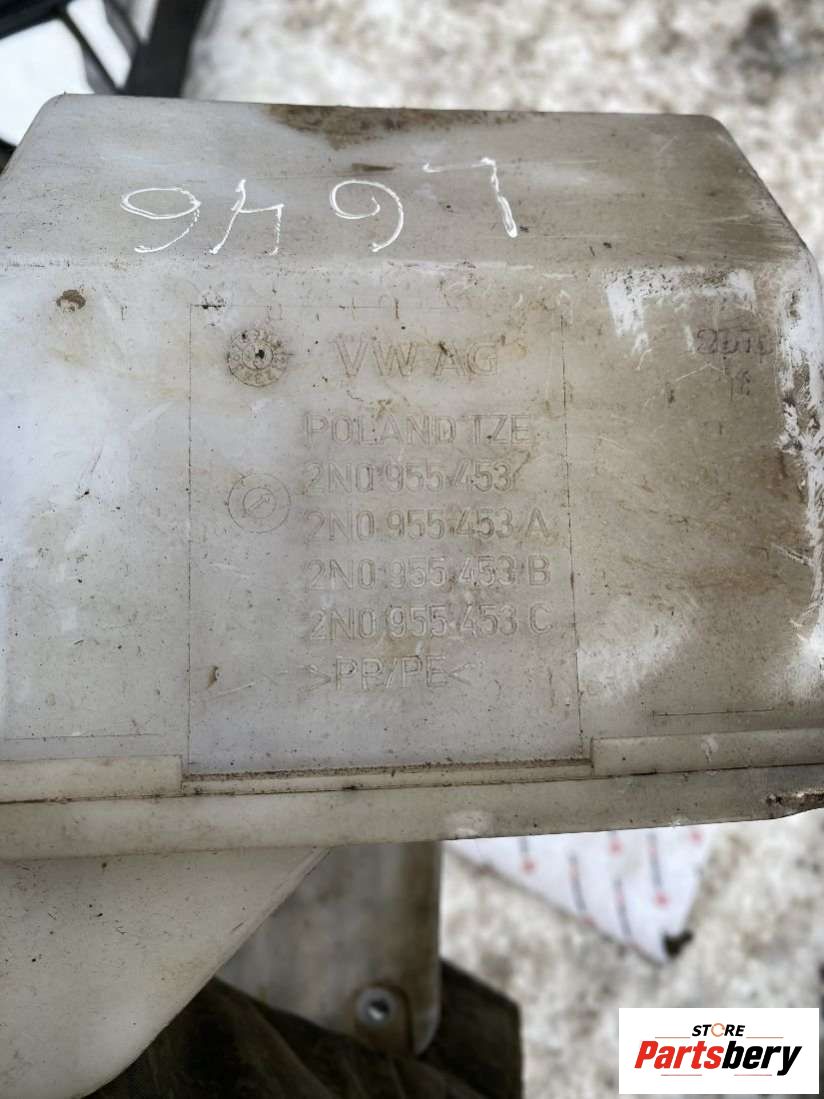 VW AG
POLAND TZE
2N0 955 453
2N0 955 453 A
2N0 955 453 B
2N0 955 453 C
>PP/PE<
STORE
Partsbery